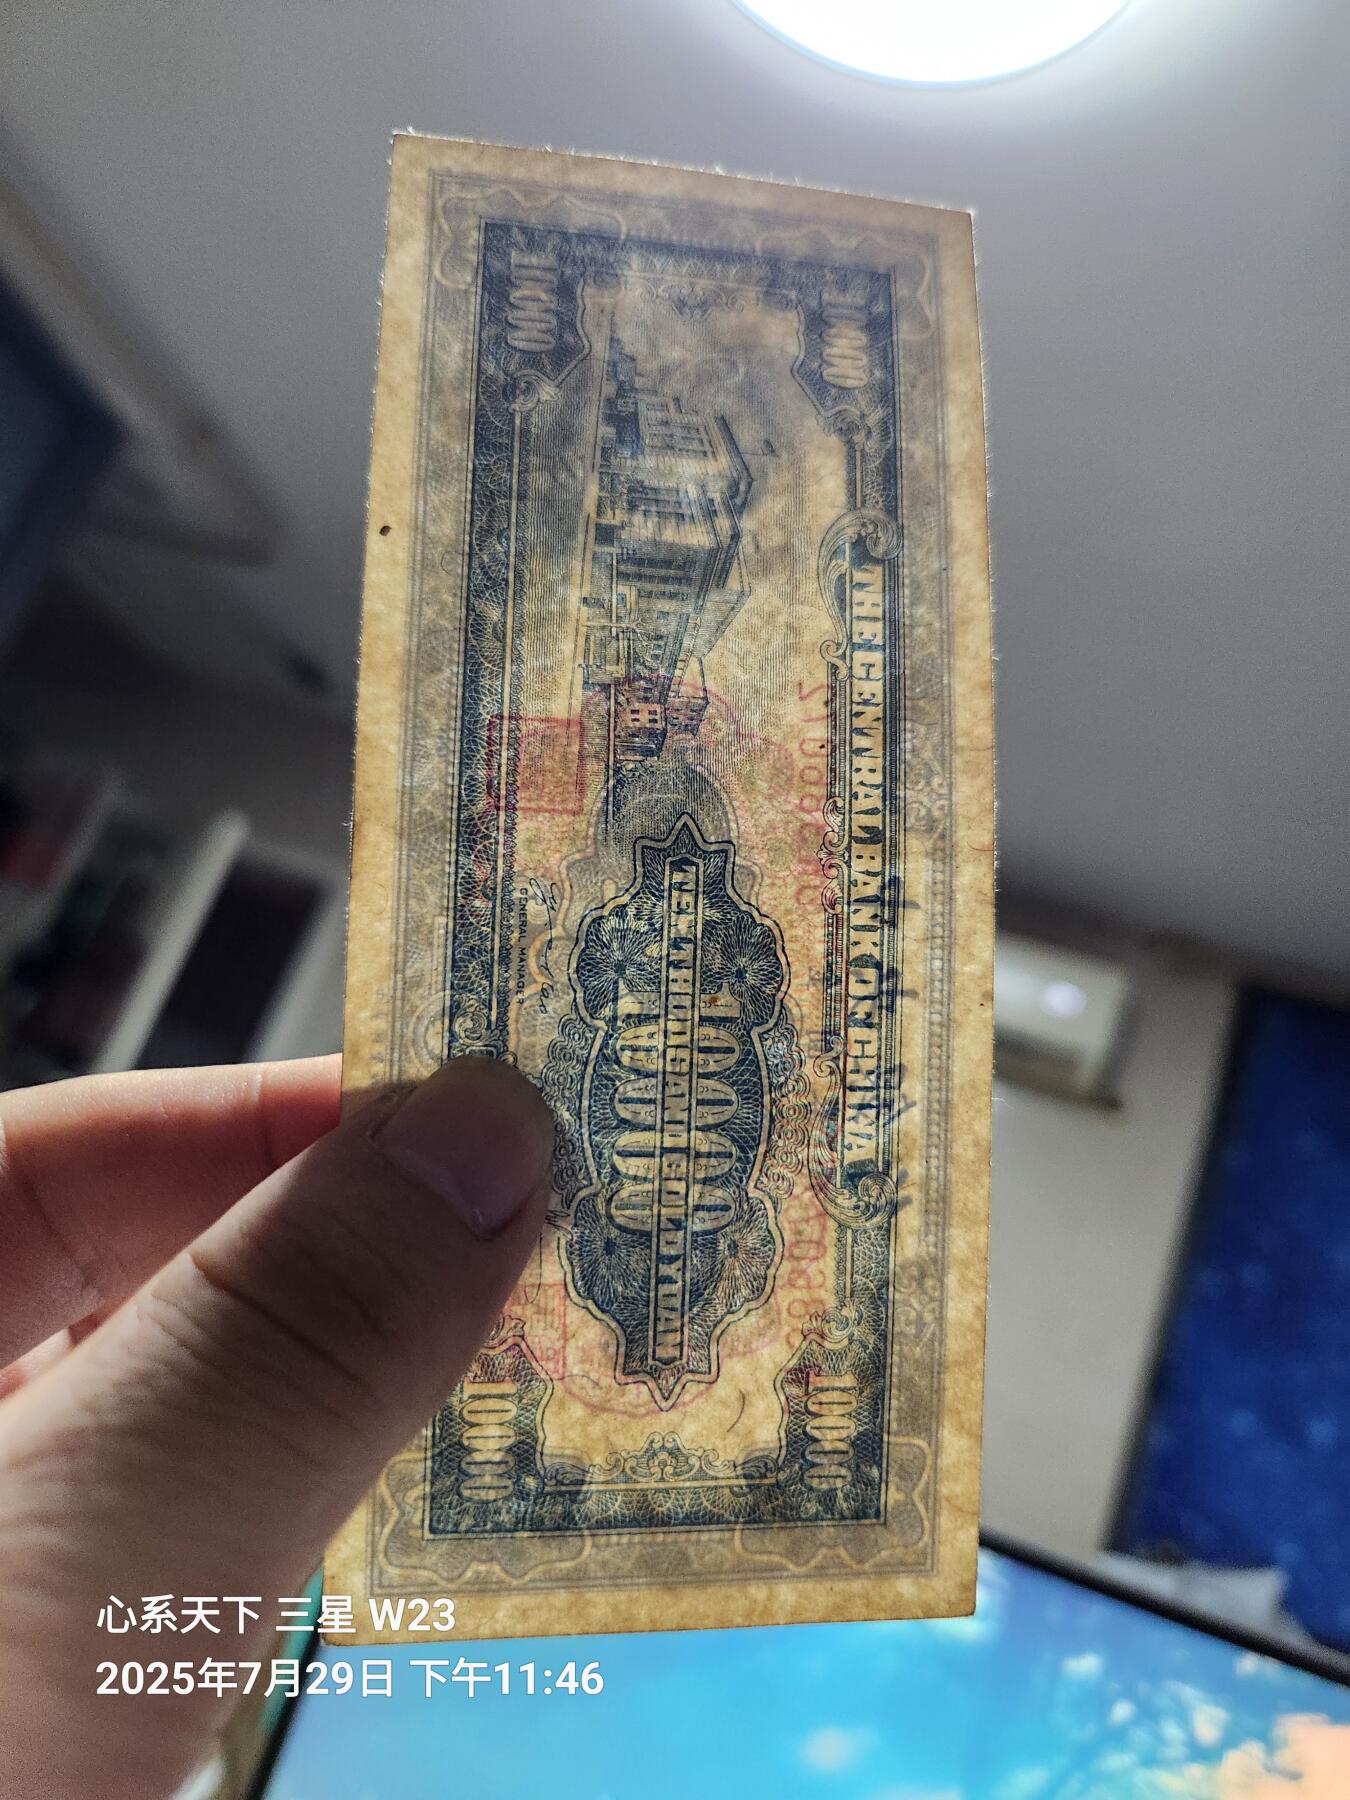 10000
10000
THE CENTRAL BANK OF CHINA
10000
TEN THOUSAND GOLD YUAN
GENERAL MANAGER
10000
10000
心系天下 三星 W23
2025年7月29日 下午11:46